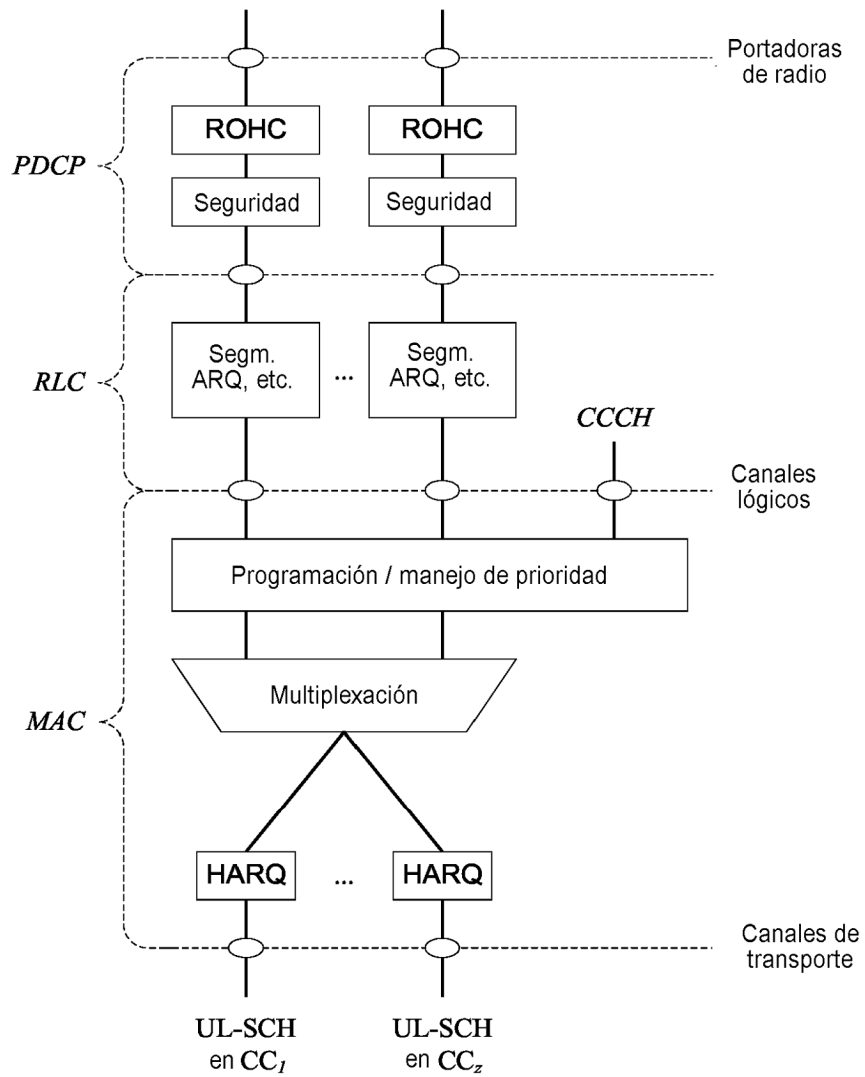 Portadoras
de radio
ROHC
ROHC
PDCP
Seguridad
Seguridad
Segm.
ARQ, etc.
...
Segm.
ARQ, etc.
RLC
CCCH
Canales
lógicos
Programación / manejo de prioridad
Multiplexación
MAC
HARQ
...
HARQ
Canales de
transporte
UL-SCH
en CC1
UL-SCH
en CCz